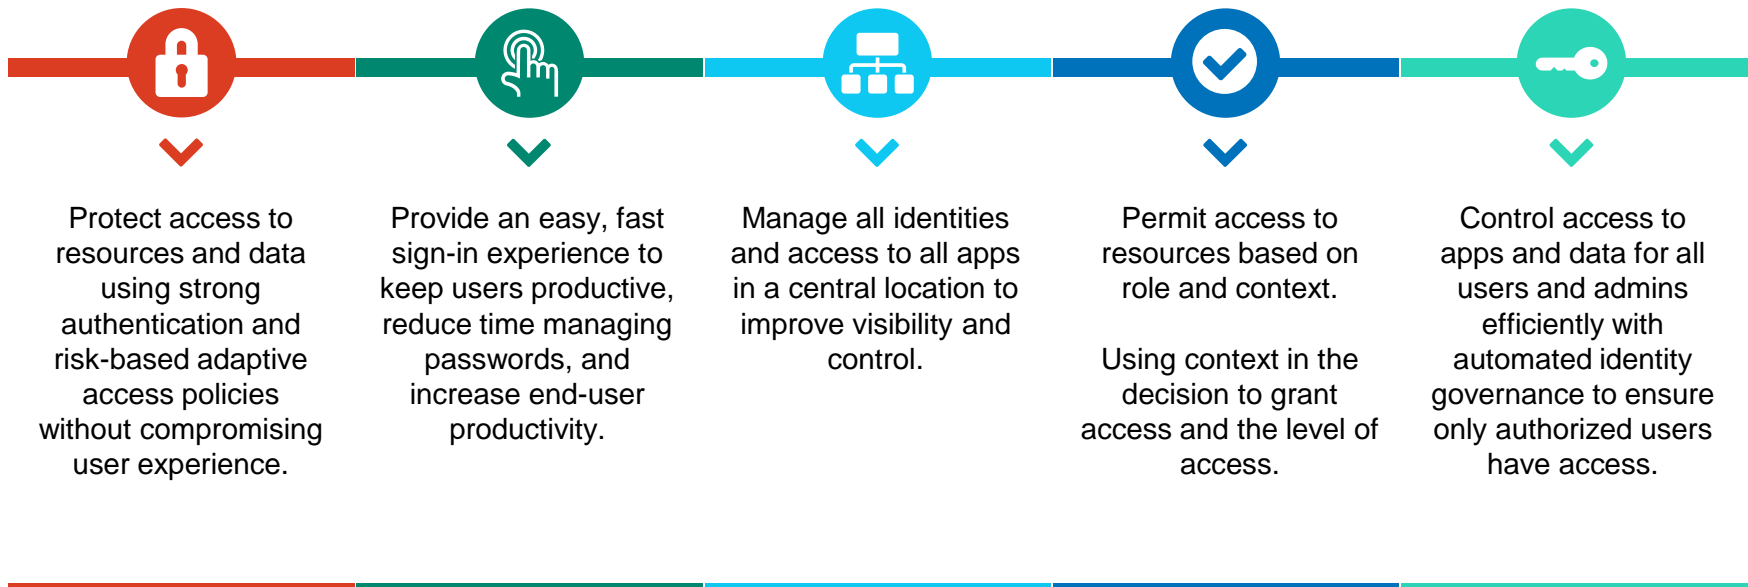 Protect access to
resources and data
using strong
authentication and
risk-based adaptive
access policies
without compromising
user experience.
Provide an easy, fast
sign-in experience to
keep users productive,
reduce time managing
passwords, and
increase end-user
productivity.
Manage all identities
and access to all apps
in a central location to
improve visibility and
control.
Permit access to
resources based on
role and context.
Using context in the
decision to grant
access and the level of
access.
Control access to
apps and data for all
users and admins
efficiently with
automated identity
governance to ensure
only authorized users
have access.